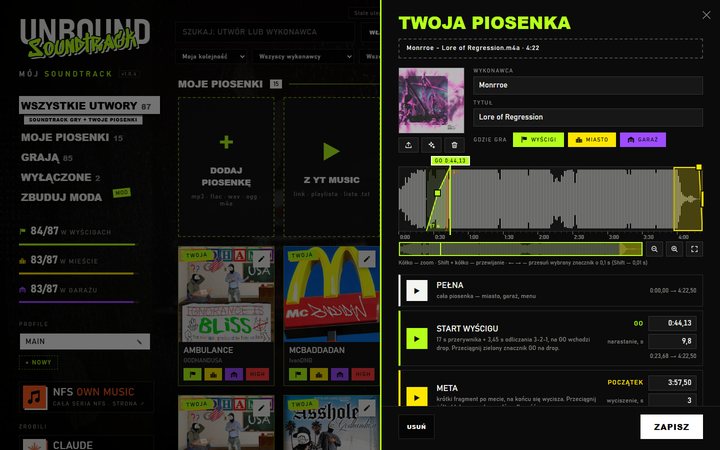 UNBOUND
Soundtrack
MÓJ SOUNDTRACK
WSZYSTKIE UTWORY 87
SOUNDTRACK GRY + TWOJE PIOSENKI
MOJE PIOSENKI 15
GRAJĄ 85
WYŁĄCZONE 2
ZBUDUJ MODA MOD
84/87 W WYŚCIGACH
83/87 W MIEŚCIE
83/87 W GARAŻU
PROFILE
MAIN
+ NOWY
NFS OWN MUSIC
CAŁA SERIA NFS · STRONA
ZROBILI
CLAUDE
SZUKAJ: UTWÓR LUB WYKONAWCA
Moja kolejność
Wszyscy wykonawcy
MOJE PIOSENKI 15
+
DODAJ
PIOSENKĘ
mp3 · flac · wav · ogg ·
m4a
Z YT MUSIC
link · playlista · lista .txt
TWOJA
AMBULANCE
GODHANDUSA
HIGH
TWOJA
MCBADDADAN
IvanOHO
HIGH
TWOJA
TWOJA
TWOJA PIOSENKA
Monrroe - Lore of Regression.m4a · 4:22
WYKONAWCA
Monrroe
TYTUŁ
Lore of Regression
GDZIE GRA
WYŚCIGI
MIASTO
GARAŻ
GO 0:44,13
0:00 0:30 1:00 1:30 2:00 2:30 3:00 3:30 4:00
Kółko — zoom · Shift + kółko — przewijanie · ← → — przesuń wybrany znacznik o 0,1 s (Shift — 0,01 s)
PEŁNA
cała piosenka — miasto, garaż, menu
0:00,00 → 4:22,50
START WYŚCIGU
17 s przerywnika + 3,45 s odliczania 3-2-1, na GO wchodzi
drop. Przeciągnij zielony znacznik GO na drop.
GO 0:44,13
narastanie, s 9,8
0:23,68 → 4:22,50
META
krótki fragment po mecie, na końcu się wycisza. Przeciągnij
POCZĄTEK 3:57,50
wyciszenie, s 3
USUŃ
ZAPISZ